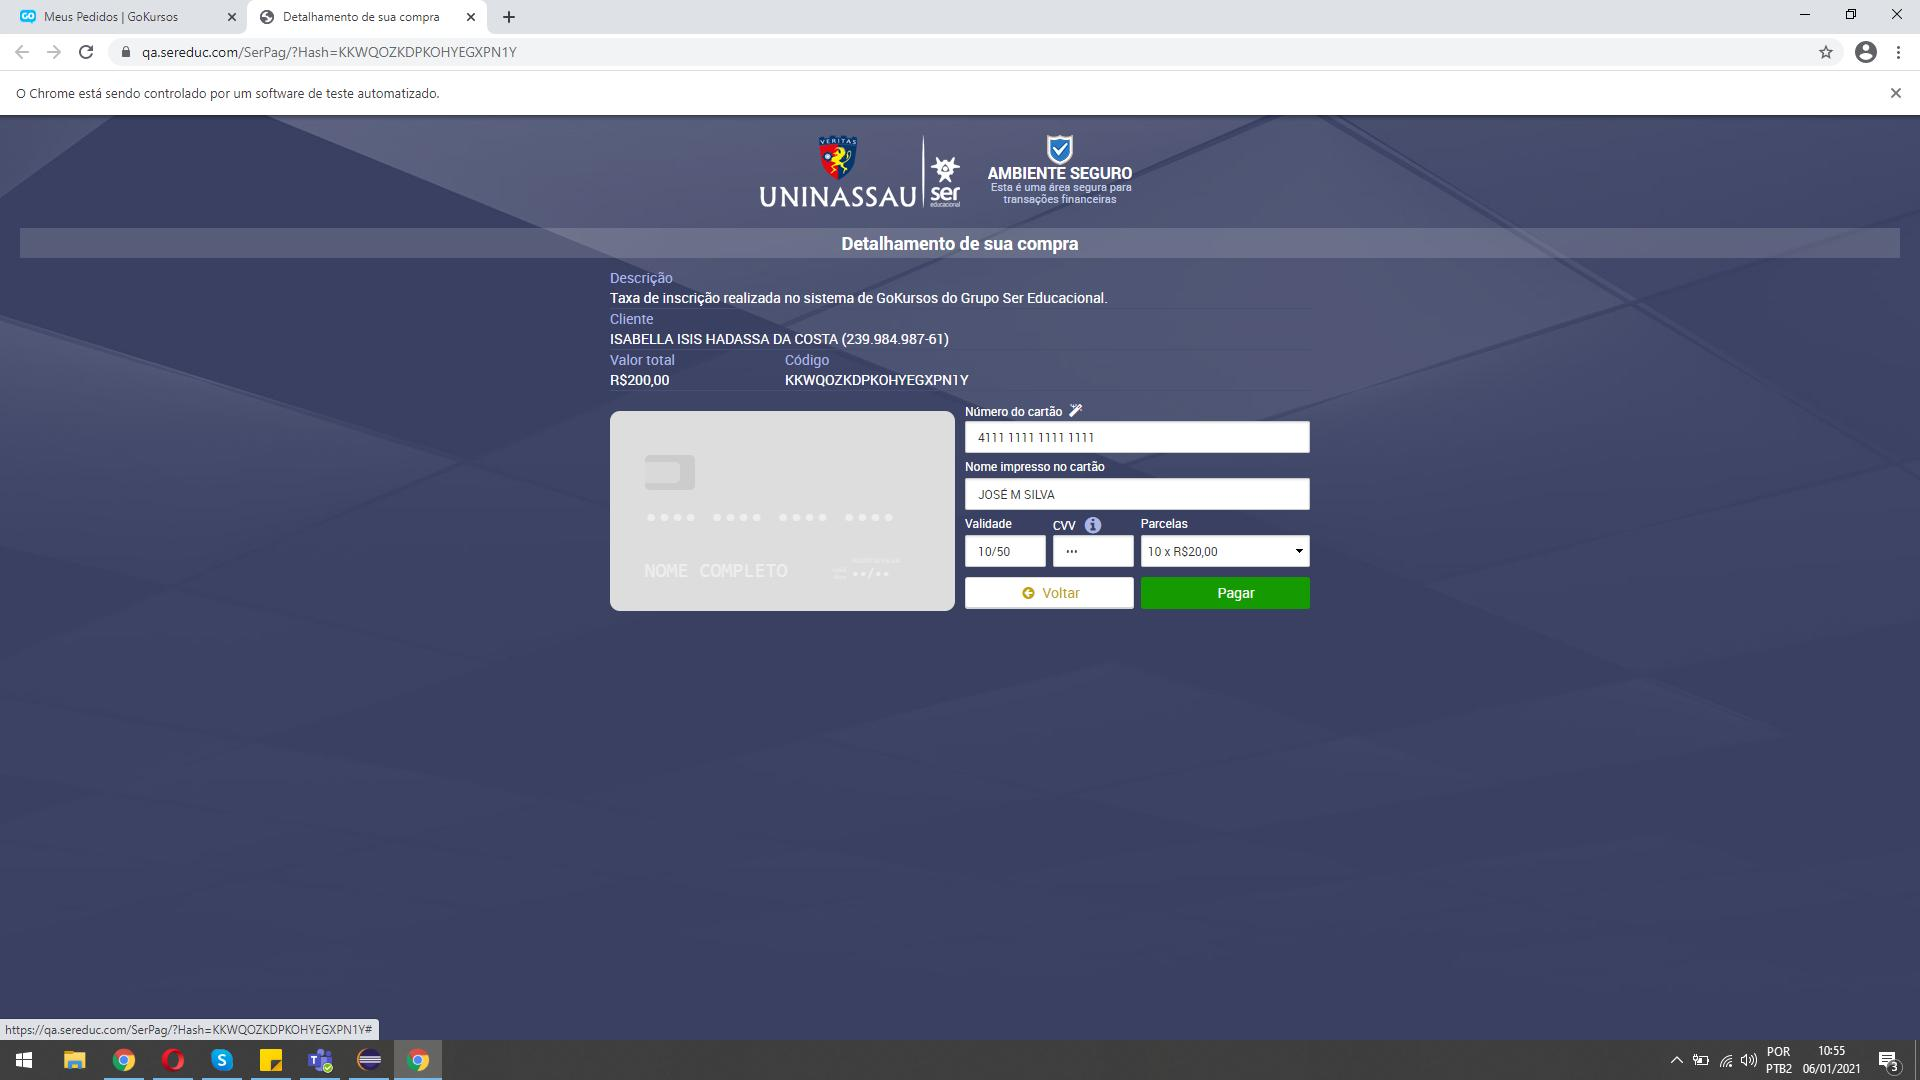 Meus Pedidos | GoKursos
Detalhamento de sua compra
qa.sereduc.com/SerPag/?Hash=KKWQOZKDPKOHYEGXPN1Y
O Chrome está sendo controlado por um software de teste automatizado.
VERITAS
UNINASSAU
ser
educacional
AMBIENTE SEGURO
Esta é uma área segura para
transações financeiras
Detalhamento de sua compra
Descrição
Taxa de inscrição realizada no sistema de GoKursos do Grupo Ser Educacional.
Cliente
ISABELLA ISIS HADASSA DA COSTA (239.984.987-61)
Valor total Código
R$200,00 KKWQOZKDPKOHYEGXPN1Y
Número do cartão
4111 1111 1111 1111
Nome impresso no cartão
JOSÉ M SILVA
Validade CVV Parcelas
10/50 ••• 10 x R$20,00
Voltar Pagar
•••• •••• •••• ••••
NOME COMPLETO ••/••
https://qa.sereduc.com/SerPag/?Hash=KKWQOZKDPKOHYEGXPN1Y#
POR 10:55
PTB2 06/01/2021
3